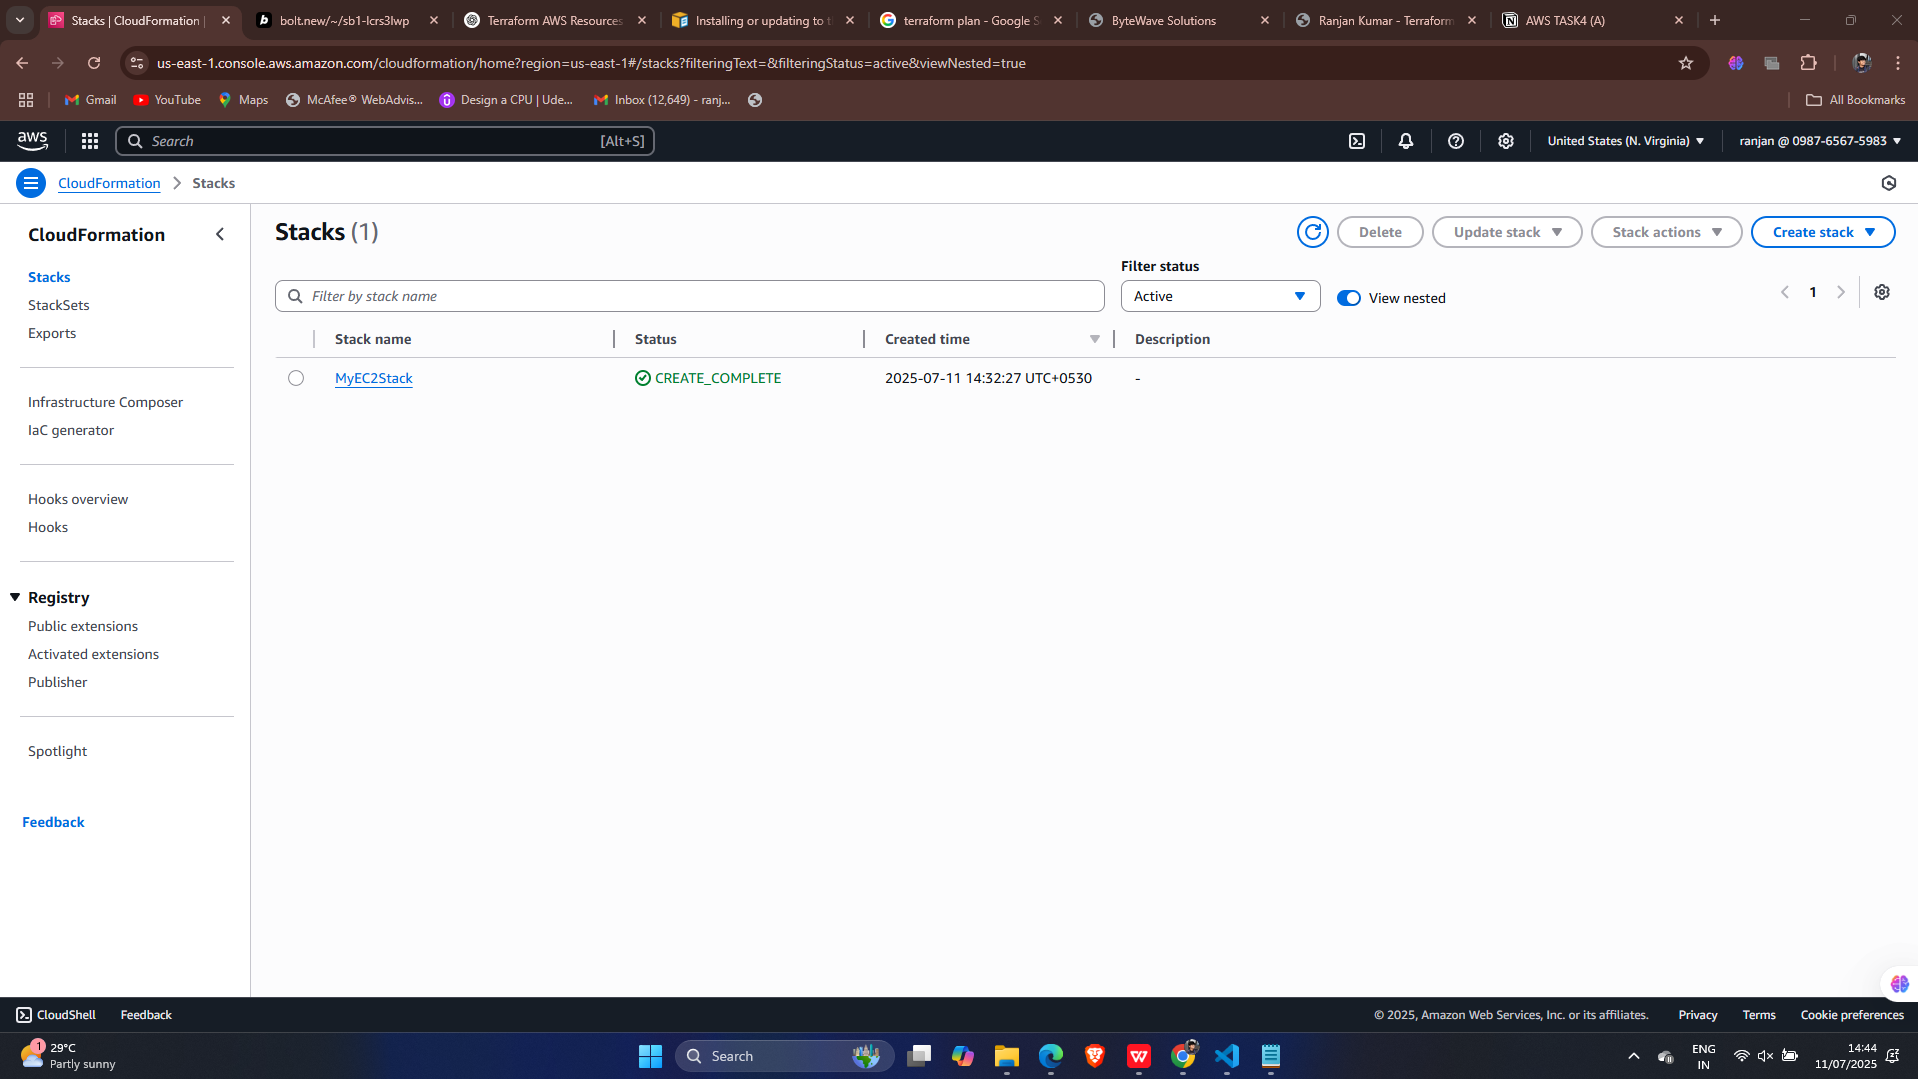 Stacks | CloudFormation |
bolt.new/~/sb1-lcrs3lwp
Terraform AWS Resources
Installing or updating to th
terraform plan - Google S
ByteWave Solutions
Ranjan Kumar - Terraform
AWS TASK4 (A)
us-east-1.console.aws.amazon.com/cloudformation/home?region=us-east-1#/stacks?filteringText=&filteringStatus=active&viewNested=true
Gmail
YouTube
Maps
McAfee® WebAdvis...
Design a CPU | Ude...
Inbox (12,649) - ranj...
All Bookmarks
aws
Search
[Alt+S]
United States (N. Virginia)
ranjan @ 0987-6567-5983
CloudFormation
Stacks
CloudFormation
Stacks
StackSets
Exports
Infrastructure Composer
IaC generator
Hooks overview
Hooks
Registry
Public extensions
Activated extensions
Publisher
Spotlight
Feedback
Stacks (1)
Delete
Update stack
Stack actions
Create stack
Filter status
Filter by stack name
Active
View nested
1
Stack name
Status
Created time
Description
MyEC2Stack
CREATE_COMPLETE
2025-07-11 14:32:27 UTC+0530
-
CloudShell
Feedback
© 2025, Amazon Web Services, Inc. or its affiliates.
Privacy
Terms
Cookie preferences
1
29°C
Partly sunny
Search
ENG
IN
14:44
11/07/2025